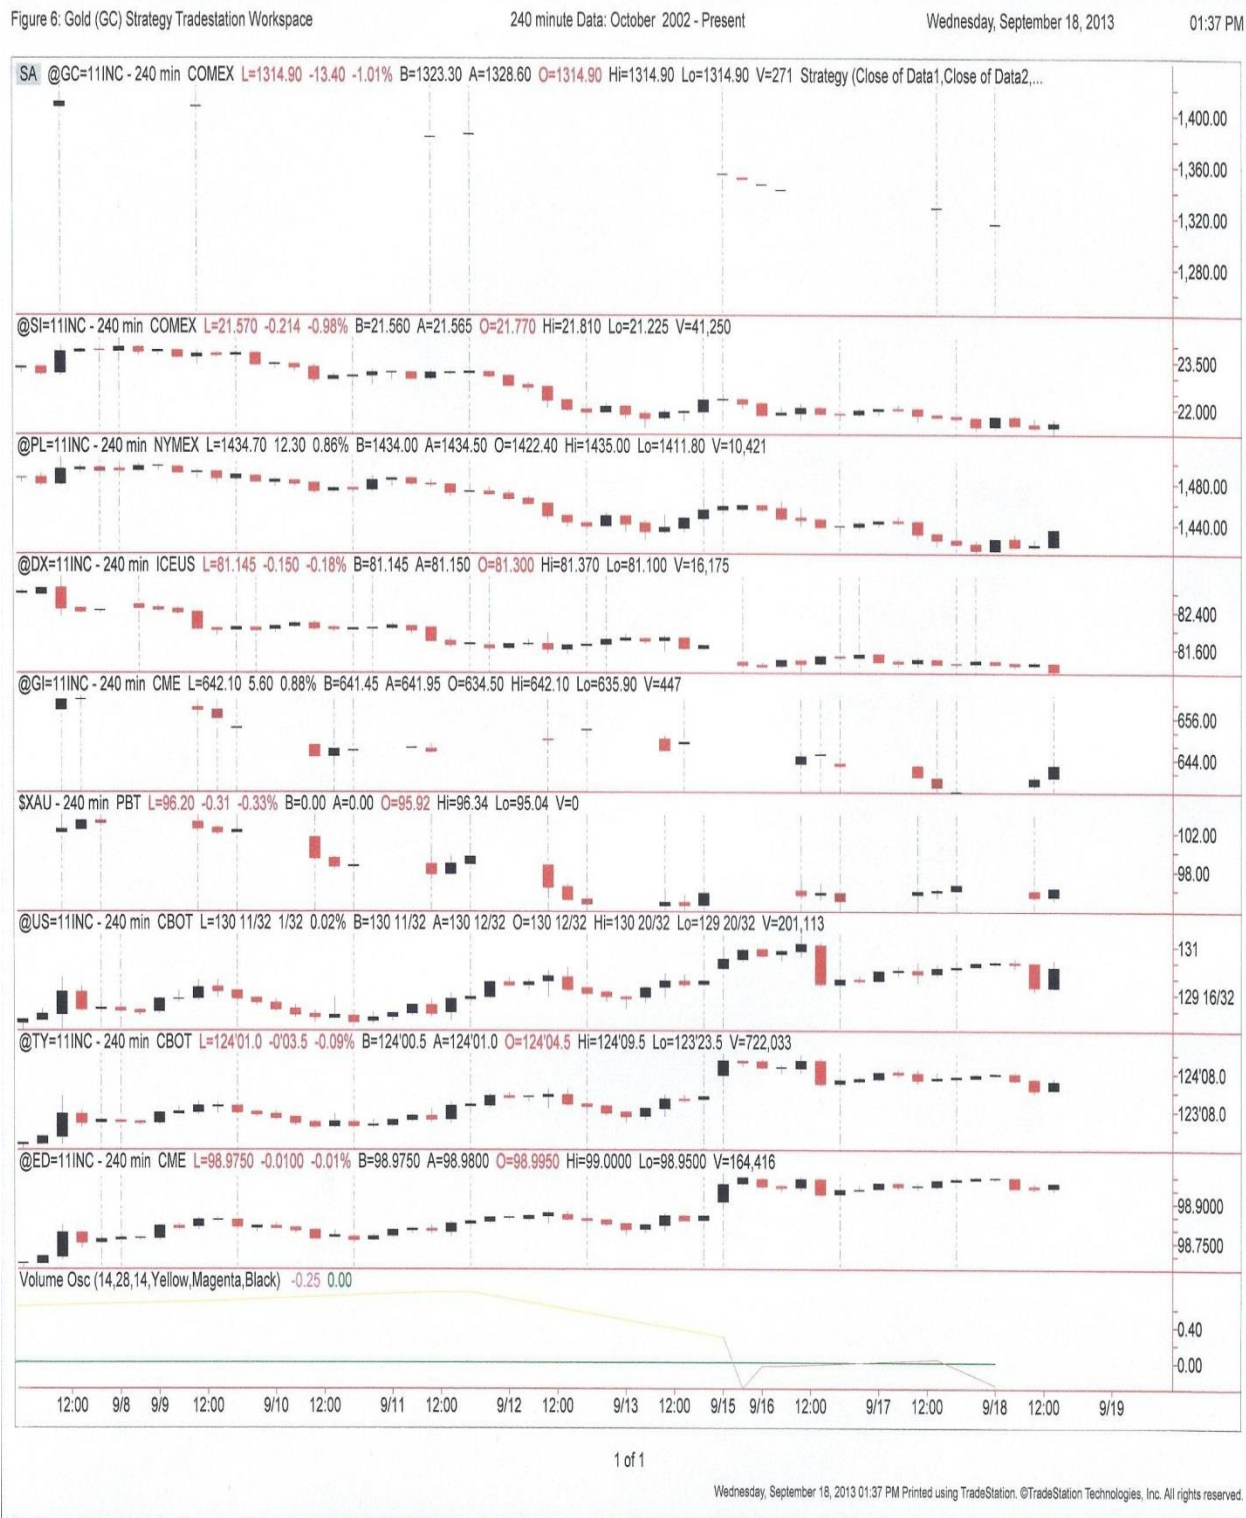 Figure 6: Gold (GC) Strategy Tradestation Workspace 240 minute Data: October 2002 - Present Wednesday, September 18, 2013 01:37 PM
SA @GC=11INC - 240 min COMEX L=1314.90 -13.40 -1.01% B=1323.30 A=1328.60 O=1314.90 Hi=1314.90 Lo=1314.90 V=271 Strategy (Close of Data1,Close of Data2,...
1,400.00
1,360.00
1,320.00
1,280.00
@SI=11INC - 240 min COMEX L=21.570 -0.214 -0.98% B=21.560 A=21.565 O=21.770 Hi=21.810 Lo=21.225 V=41,250
23.500
22.000
@PL=11INC - 240 min NYMEX L=1434.70 12.30 0.86% B=1434.00 A=1434.50 O=1422.40 Hi=1435.00 Lo=1411.80 V=10,421
1,480.00
1,440.00
@DX=11INC - 240 min ICEUS L=81.145 -0.150 -0.18% B=81.145 A=81.150 O=81.300 Hi=81.370 Lo=81.100 V=16,175
82.400
81.600
@GI=11INC - 240 min CME L=642.10 5.60 0.88% B=641.45 A=641.95 O=634.50 Hi=642.10 Lo=635.90 V=447
656.00
644.00
$XAU - 240 min PBT L=96.20 -0.31 -0.33% B=0.00 A=0.00 O=95.92 Hi=96.34 Lo=95.04 V=0
102.00
98.00
@US=11INC - 240 min CBOT L=130 11/32 1/32 0.02% B=130 11/32 A=130 12/32 O=130 12/32 Hi=130 20/32 Lo=129 20/32 V=201,113
131
129 16/32
@TY=11INC - 240 min CBOT L=124'01.0 -0'03.5 -0.09% B=124'00.5 A=124'01.0 O=124'04.5 Hi=124'09.5 Lo=123'23.5 V=722,033
124'08.0
123'08.0
@ED=11INC - 240 min CME L=98.9750 -0.0100 -0.01% B=98.9750 A=98.9800 O=98.9950 Hi=99.0000 Lo=98.9500 V=164,416
98.9000
98.7500
Volume Osc (14,28,14,Yellow,Magenta,Black) -0.25 0.00
0.40
0.00
12:00 9/8 9/9 12:00 9/10 12:00 9/11 12:00 9/12 12:00 9/13 9/15 9/16 12:00 9/17 12:00 9/18 12:00 9/19
1 of 1
Wednesday, September 18, 2013 01:37 PM Printed using TradeStation. ©TradeStation Technologies, Inc. All rights reserved.